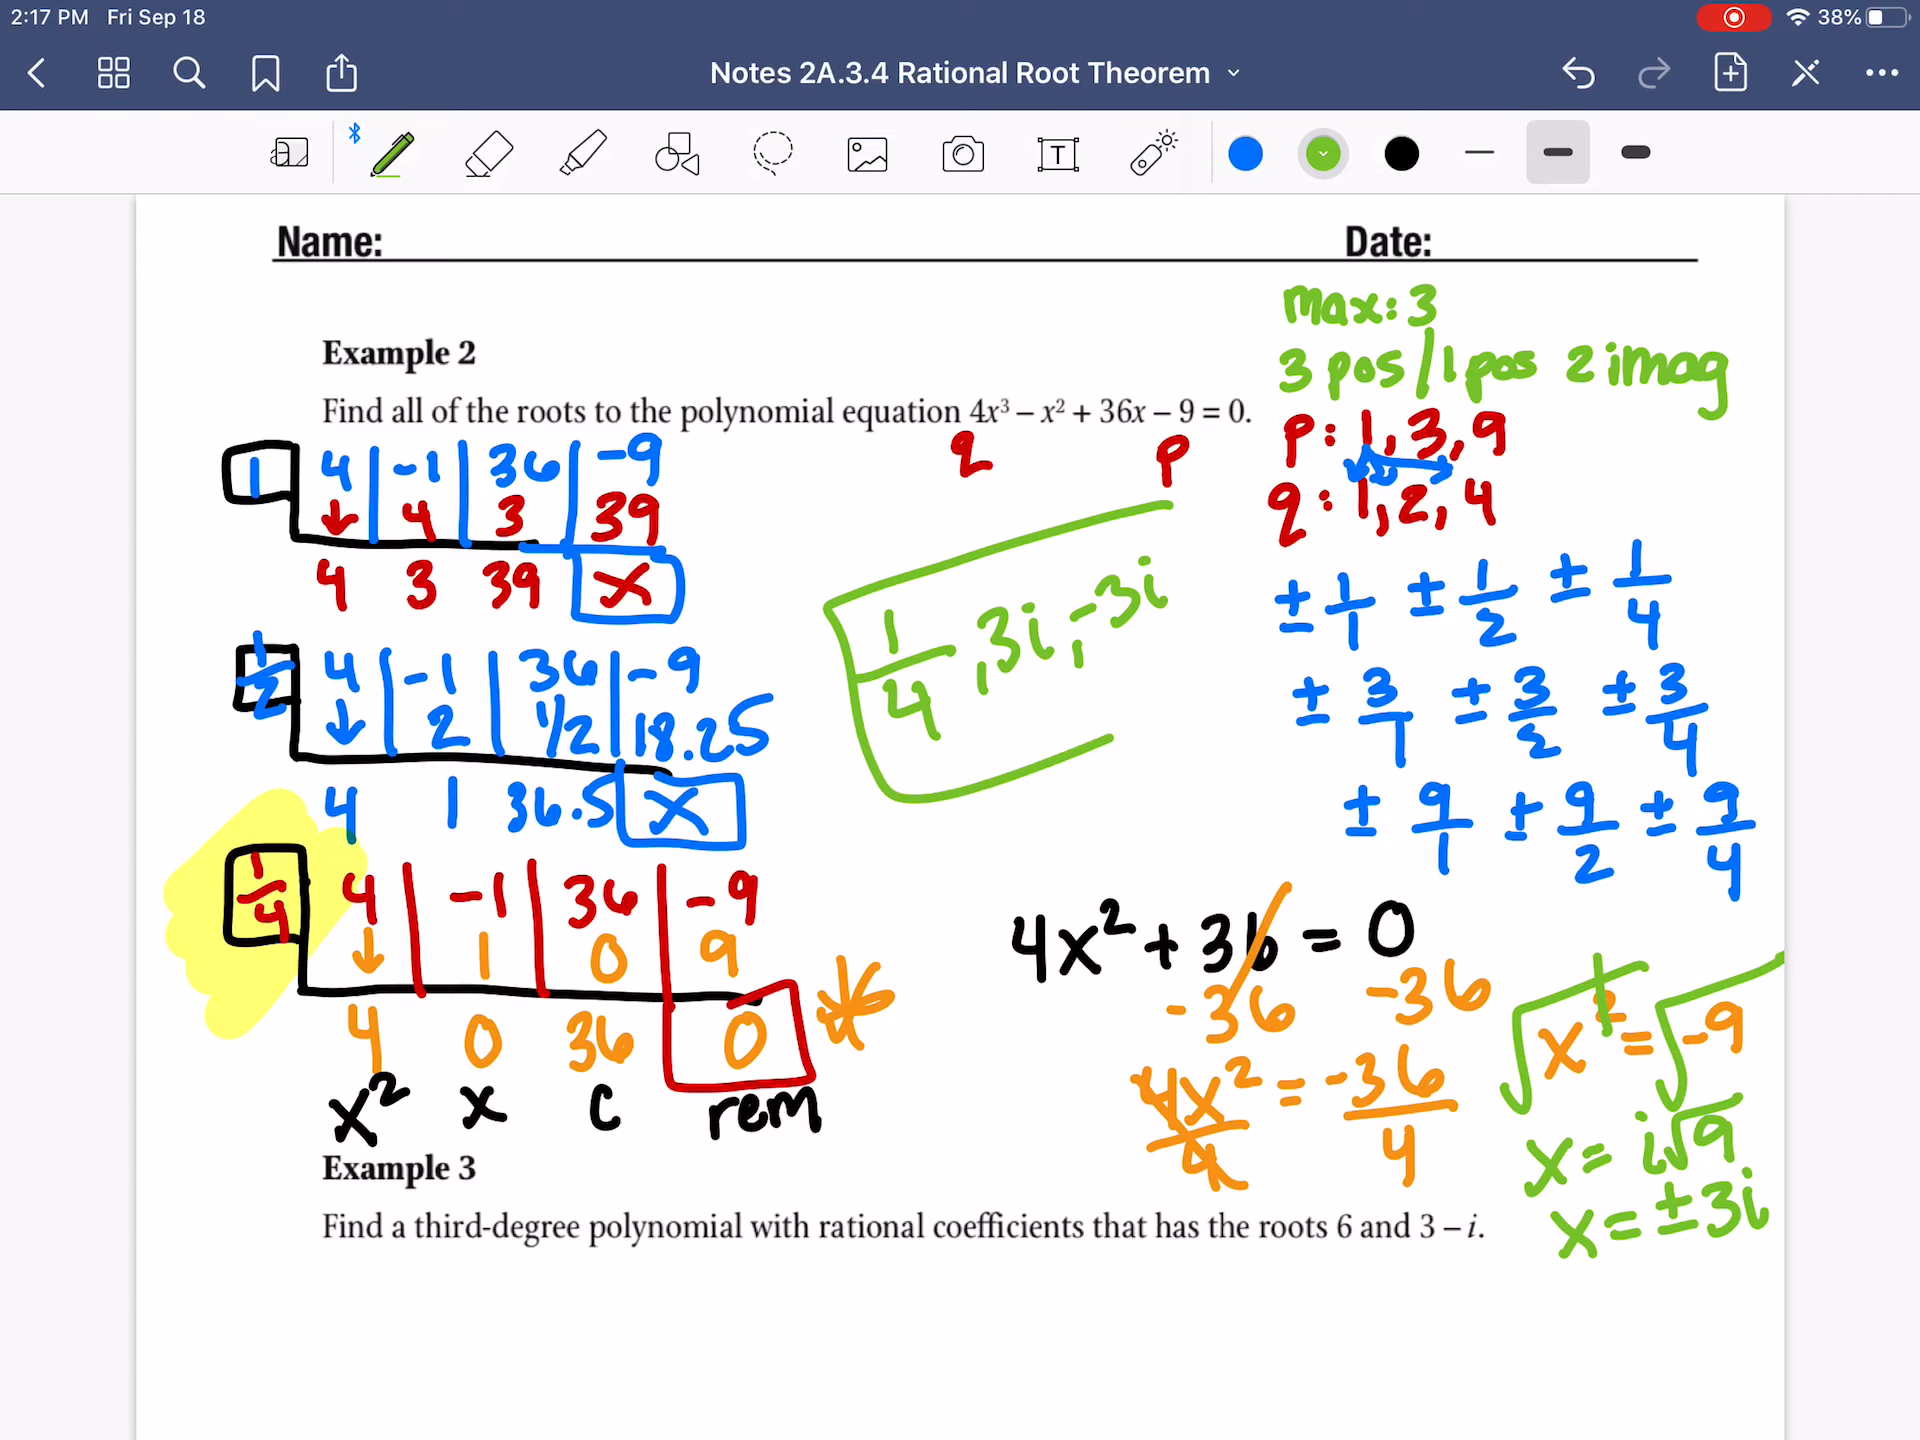 2:17 PM Fri Sep 18
38%
Notes 2A.3.4 Rational Root Theorem
Name:
Date:
max: 3
3 pos / 1 pos 2 imag
Example 2
Find all of the roots to the polynomial equation 4x³ – x² + 36x – 9 = 0.
q p
p: 1, 3, 9
q: 1, 2, 4
± 1/1 ± 1/2 ± 1/4
± 3/1 ± 3/2 ± 3/4
± 9/1 ± 9/2 ± 9/4
1 | 4 | -1 | 36 | -9
↓ 4 3 39
4 3 39 x
1/2 | 4 | -1 | 36 | -9
↓ 2 1/2 18.25
4 1 36.5 x
1/4 | 4 | -1 | 36 | -9
↓ 1 0 9
4 0 36 0 *
x² x c rem
1/4, 3i, -3i
4x² + 36 = 0
-36 -36
4x²/4 = -36/4
√x² = √-9
x = i√9
x = ±3i
Example 3
Find a third-degree polynomial with rational coefficients that has the roots 6 and 3 – i.